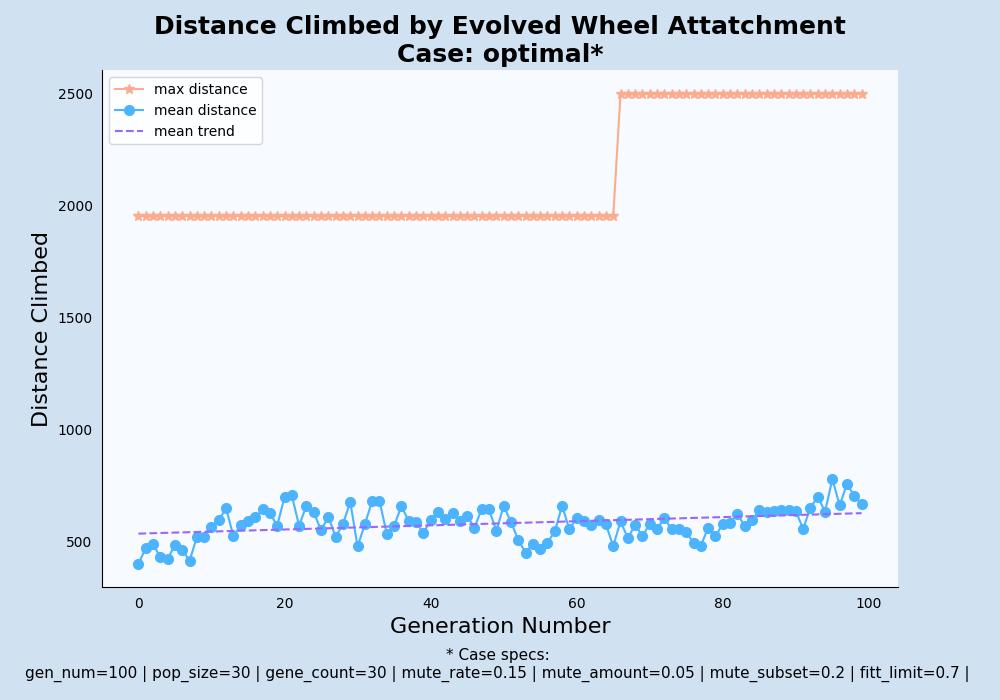 Distance Climbed by Evolved Wheel Attatchment
Case: optimal*
max distance
mean distance
mean trend
Distance Climbed
2500
2000
1500
1000
500
0 20 40 60 80 100
Generation Number
* Case specs:
gen_num=100 | pop_size=30 | gene_count=30 | mute_rate=0.15 | mute_amount=0.05 | mute_subset=0.2 | fitt_limit=0.7 |